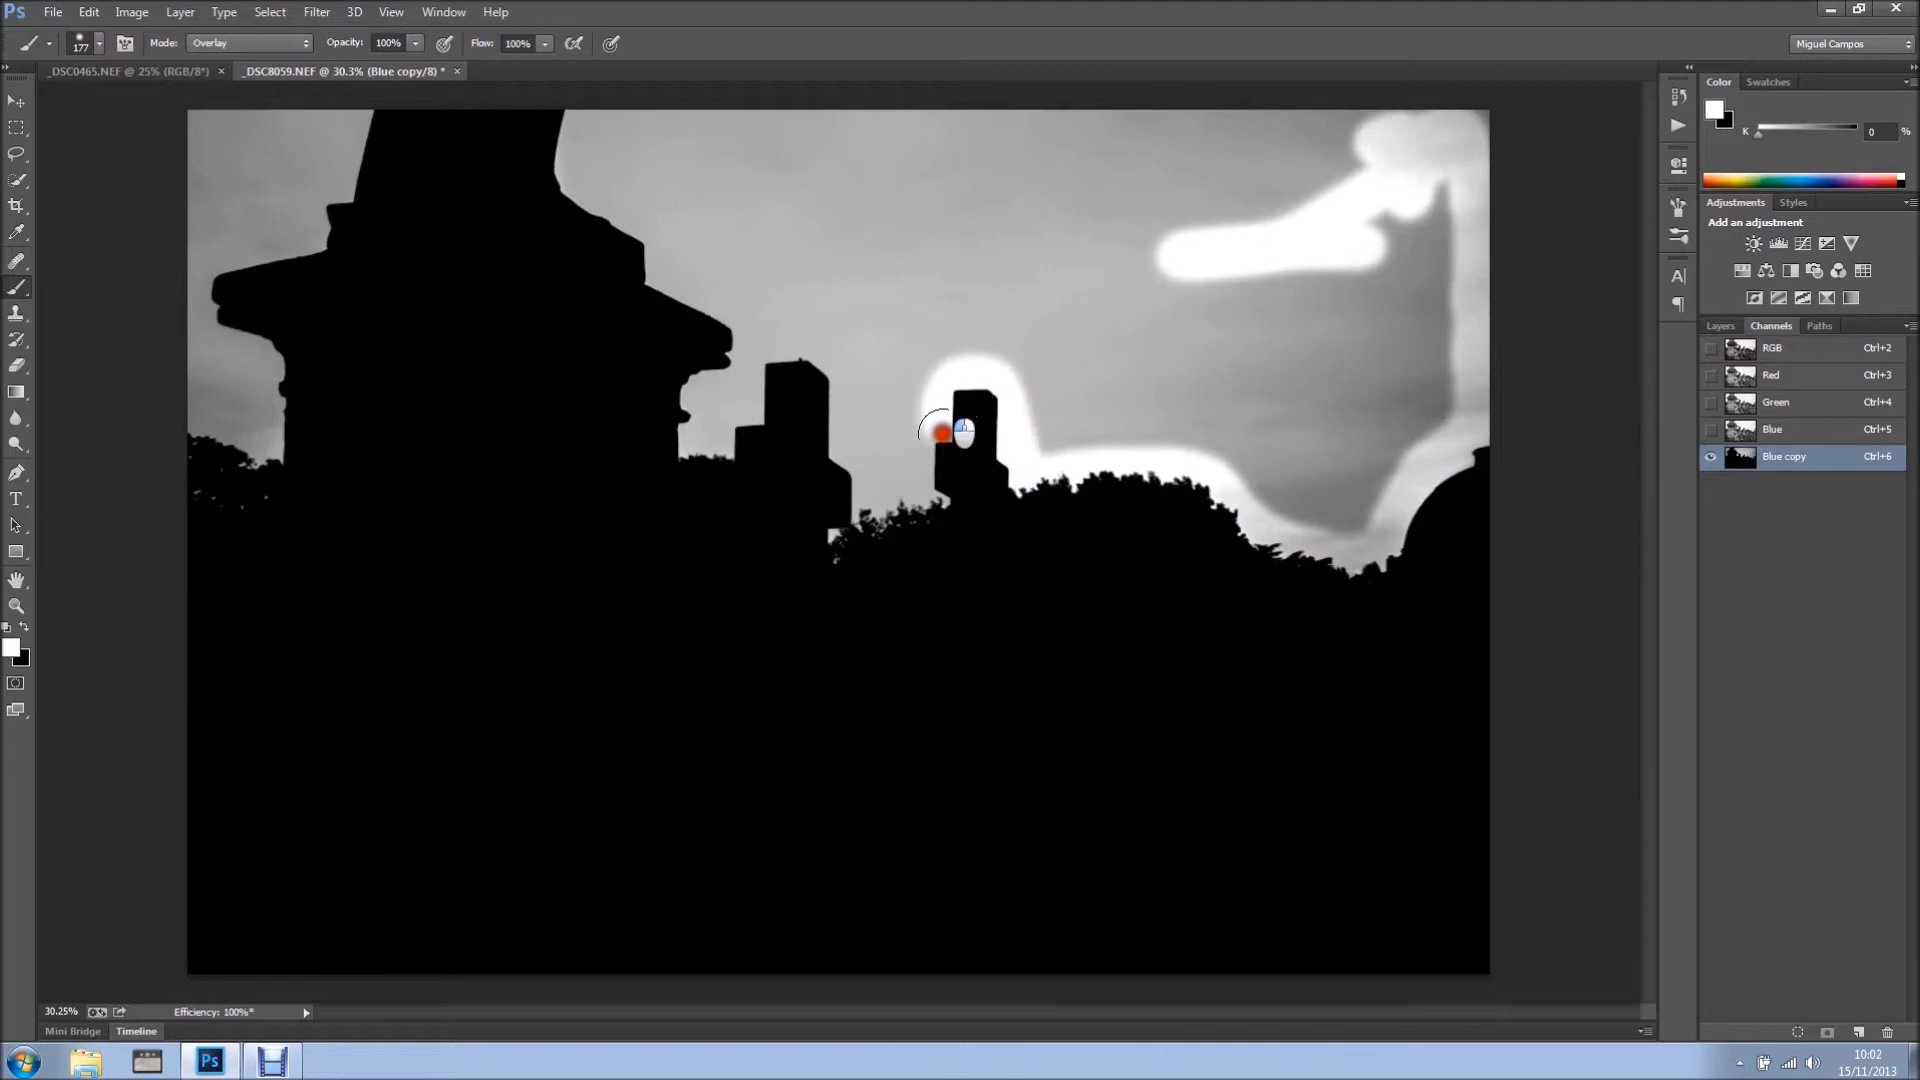 Ps File Edit Image Layer Type Select Filter 3D View Window Help
177 Mode: Overlay Opacity: 100% Flow: 100% Miguel Campos
_DSC0465.NEF @ 25% (RGB/8*) × _DSC8059.NEF @ 30.3% (Blue copy/8) * ×
Color Swatches
K 0 %
Adjustments Styles
Add an adjustment
Layers Channels Paths
RGB Ctrl+2
Red Ctrl+3
Green Ctrl+4
Blue Ctrl+5
Blue copy Ctrl+6
30.25% Efficiency: 100%*
Mini Bridge Timeline
Ps
10:02
15/11/2013